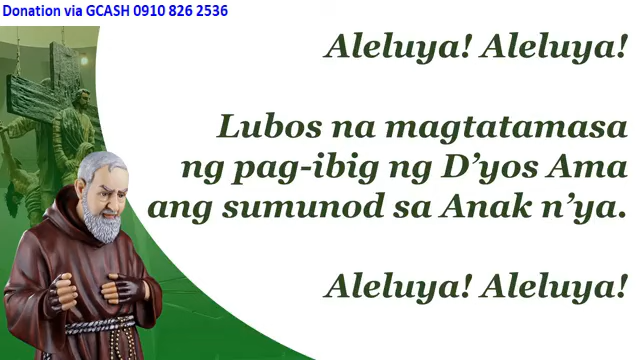 Donation via GCASH 0910 826 2536
Aleluya! Aleluya!
Lubos na magtatamasa
ng pag-ibig ng D’yos Ama
ang sumunod sa Anak n’ya.
Aleluya! Aleluya!